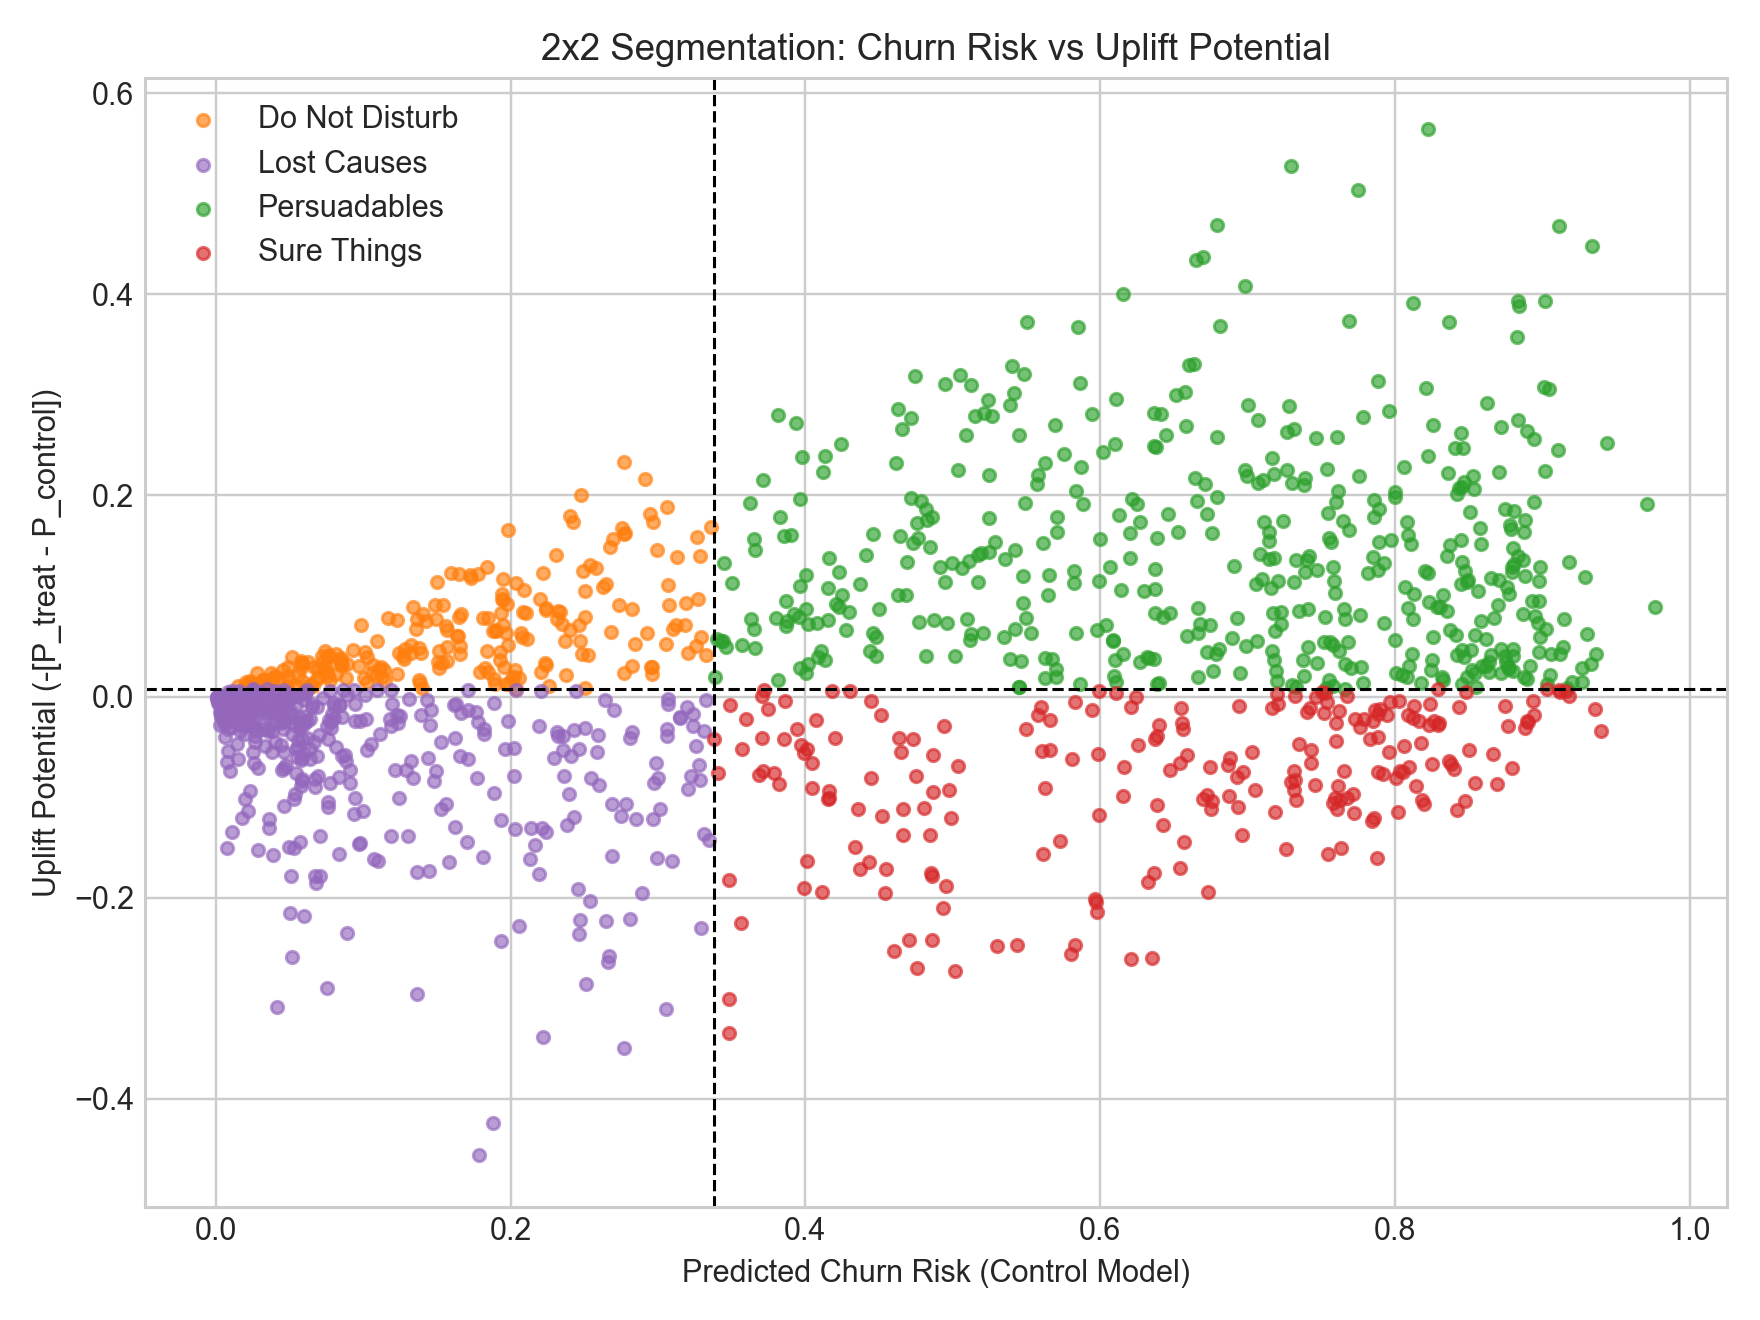 2x2 Segmentation: Churn Risk vs Uplift Potential
Do Not Disturb
Lost Causes
Persuadables
Sure Things
Uplift Potential (-[P_treat - P_control])
0.6
0.4
0.2
0.0
−0.2
−0.4
0.0
0.2
0.4
0.6
0.8
1.0
Predicted Churn Risk (Control Model)